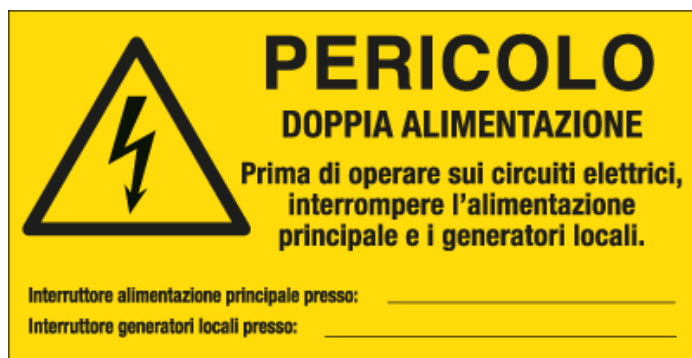 PERICOLO
DOPPIA ALIMENTAZIONE
Prima di operare sui circuiti elettrici,
interrompere l’alimentazione
principale e i generatori locali.
Interruttore alimentazione principale presso:
Interruttore generatori locali presso: